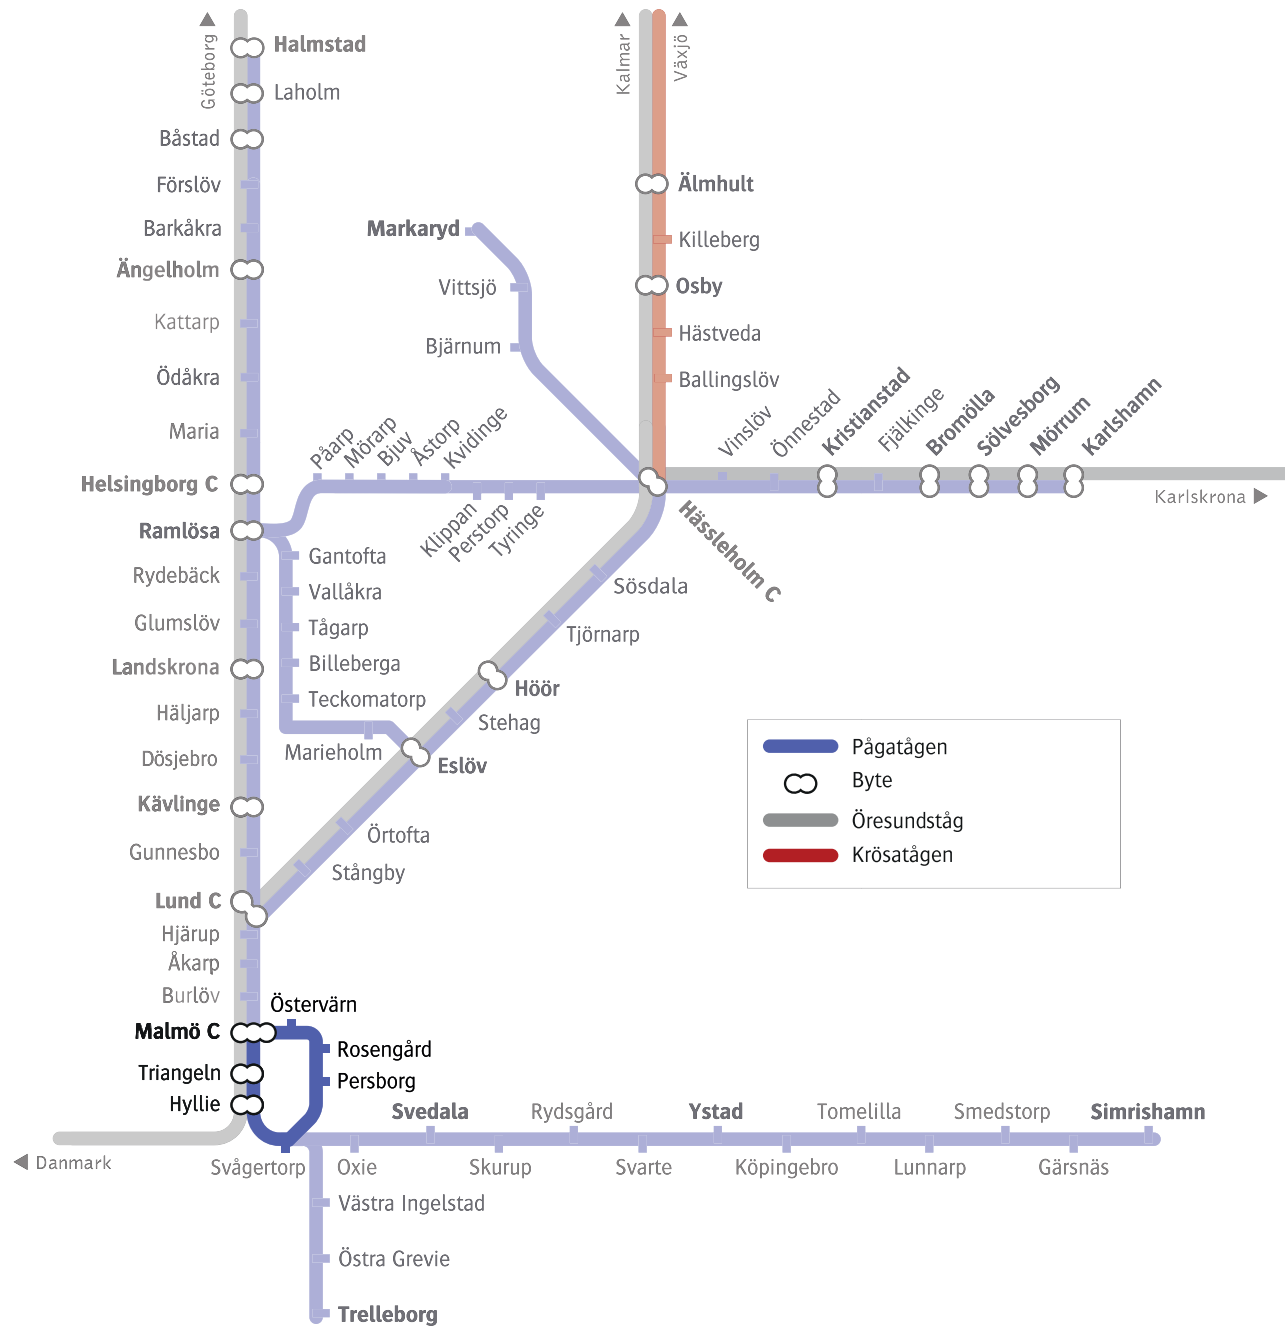 Göteborg
Halmstad
Laholm
Båstad
Förslöv
Barkåkra
Ängelholm
Kattarp
Ödåkra
Maria
Helsingborg C
Ramlösa
Rydebäck
Glumslöv
Landskrona
Häljarp
Dösjebro
Kävlinge
Gunnesbo
Lund C
Hjärup
Åkarp
Burlöv
Malmö C
Triangeln
Hyllie
Danmark
Svågertorp
Östervärn
Rosengård
Persborg
Markaryd
Vittsjö
Bjärnum
Påarp
Mörarp
Bjuv
Åstorp
Kvidinge
Klippan
Perstorp
Tyringe
Gantofta
Vallåkra
Tågarp
Billeberga
Teckomatorp
Marieholm
Kalmar
Växjö
Älmhult
Killeberg
Osby
Hästveda
Ballingslöv
Vinslöv
Önnestad
Kristianstad
Fjälkinge
Bromölla
Sölvesborg
Mörrum
Karlshamn
Karlskrona
Hässleholm C
Sösdala
Tjörnarp
Höör
Stehag
Eslöv
Örtofta
Stångby
Pågatågen
Byte
Öresundståg
Krösatågen
Oxie
Svedala
Skurup
Rydsgård
Svarte
Ystad
Köpingebro
Tomelilla
Lunnarp
Smedstorp
Gärsnäs
Simrishamn
Västra Ingelstad
Östra Grevie
Trelleborg